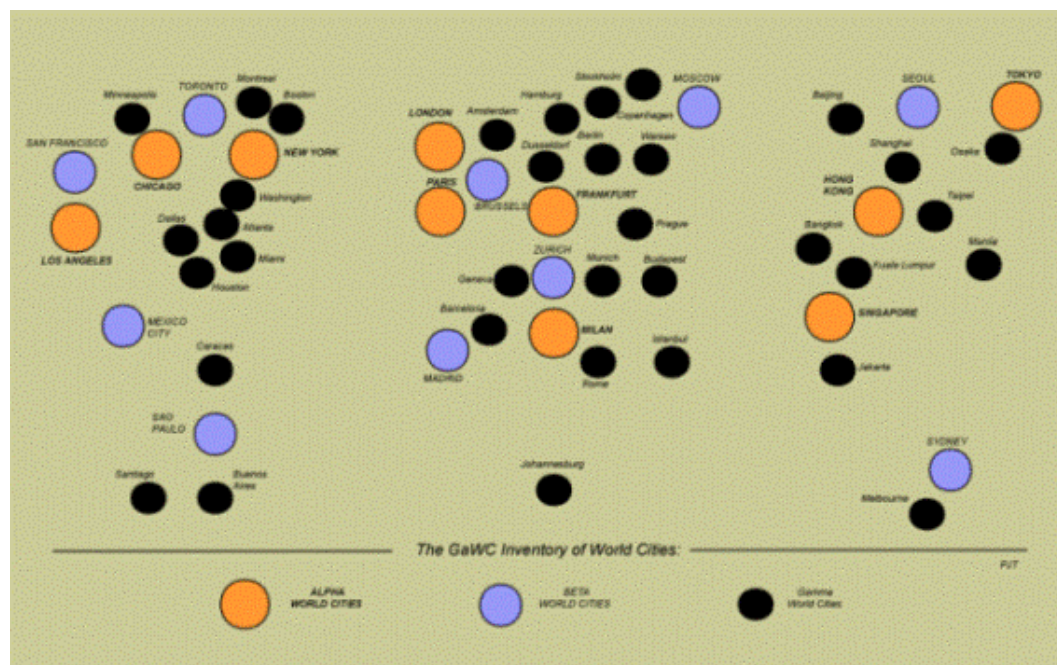 Minneapolis
TORONTO
Montreal
Boston
SAN FRANCISCO
CHICAGO
NEW YORK
LOS ANGELES
Washington
Dallas
Atlanta
Miami
Houston
MEXICO
CITY
Caracas
SAO
PAULO
Santiago
Buenos
Aires
LONDON
Amsterdam
Hamburg
Stockholm
Copenhagen
MOSCOW
Dusseldorf
Berlin
Warsaw
PARIS
BRUSSELS
FRANKFURT
Prague
ZURICH
Geneva
Munich
Budapest
Barcelona
MILAN
MADRID
Rome
Istanbul
Johannesburg
Beijing
SEOUL
TOKYO
Shanghai
Osaka
HONG
KONG
Taipei
Bangkok
Kuala Lumpur
Manila
SINGAPORE
Jakarta
SYDNEY
Melbourne
The GaWC Inventory of World Cities:
PJT
ALPHA
WORLD CITIES
BETA
WORLD CITIES
Gamma
World Cities